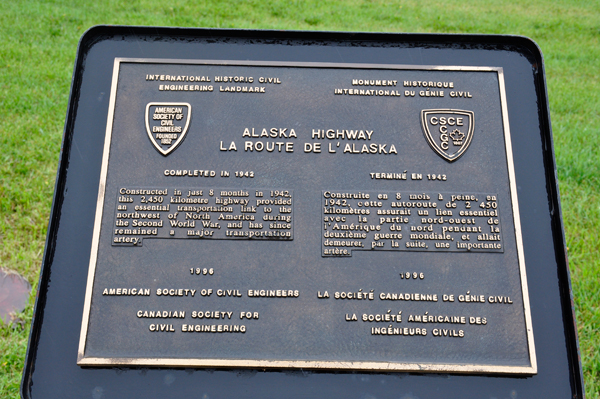 INTERNATIONAL HISTORIC CIVIL
ENGINEERING LANDMARK
MONUMENT HISTORIQUE
INTERNATIONAL DU GENIE CIVIL
AMERICAN
SOCIETY OF
CIVIL
ENGINEERS
FOUNDED
1852
CSCE
CGC
1887
ALASKA HIGHWAY
LA ROUTE DE L'ALASKA
COMPLETED IN 1942
Constructed in just 8 months in 1942,
this 2,450 kilometre highway provided
an essential transportation link to the
northwest of North America during
the Second World War, and has since
remained a major transportation
artery.
TERMINÉ EN 1942
Construite en 8 mois à peine, en
1942, cette autoroute de 2 450
kilomètres assurait un lien essentiel
avec la partie nord-ouest de
l'Amérique du nord pendant la
deuxième guerre mondiale, et allait
demeurer, par la suite, une importante
artère.
1996
AMERICAN SOCIETY OF CIVIL ENGINEERS
CANADIAN SOCIETY FOR
CIVIL ENGINEERING
1996
LA SOCIÉTÉ CANADIENNE DE GÉNIE CIVIL
LA SOCIÉTÉ AMÉRICAINE DES
INGÉNIEURS CIVILS